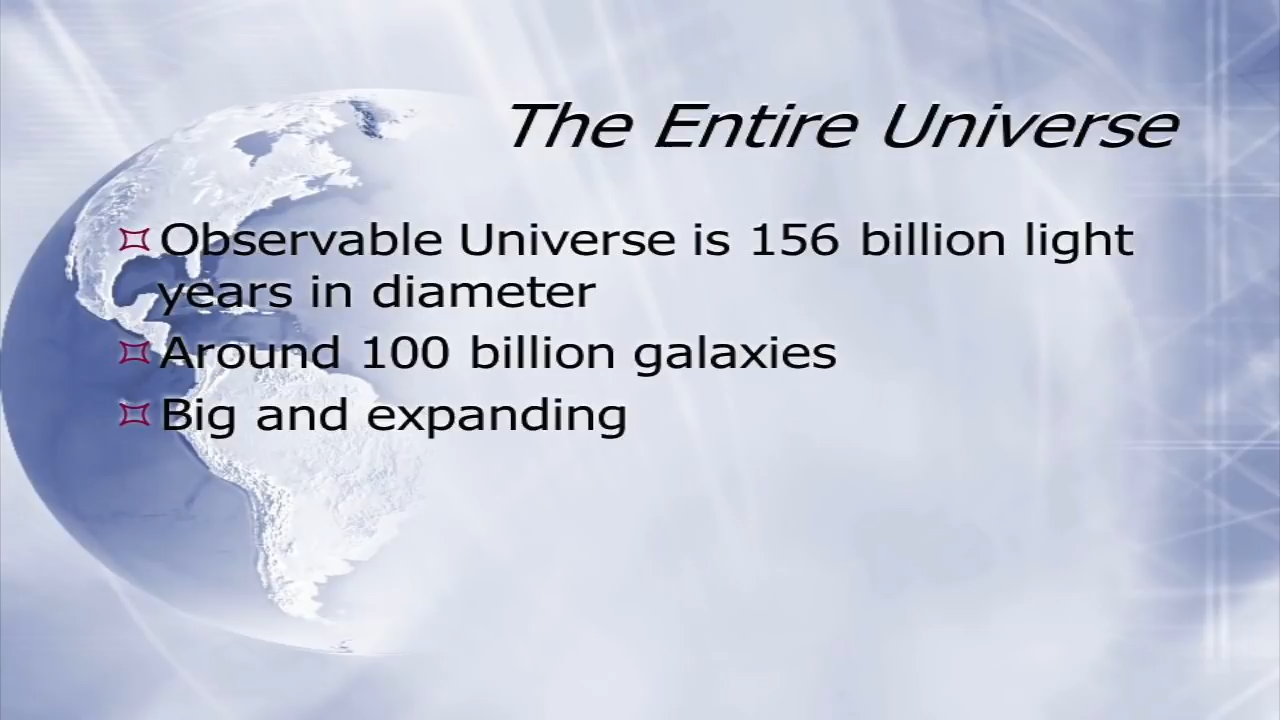 The Entire Universe
Observable Universe is 156 billion light
years in diameter
Around 100 billion galaxies
Big and expanding